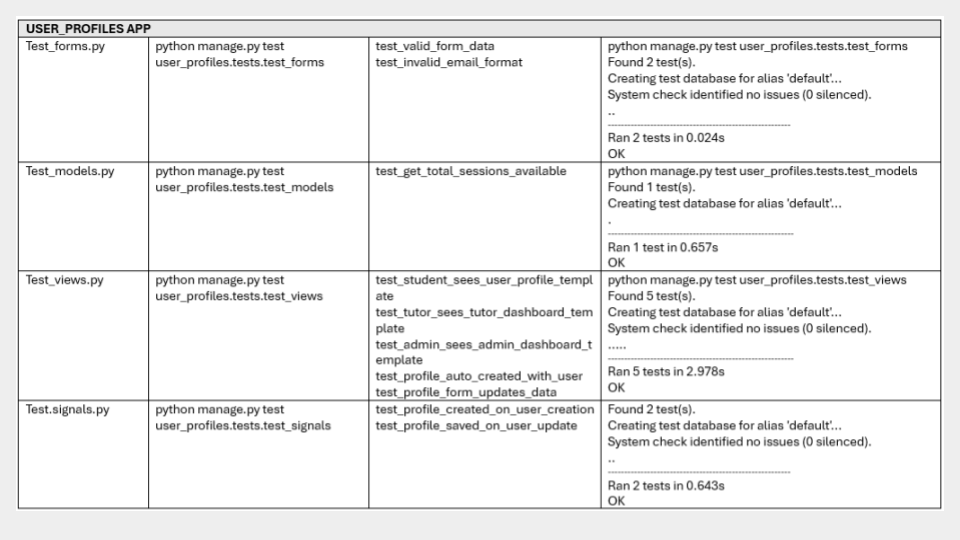 USER_PROFILES APP
Test_forms.py
python manage.py test
user_profiles.tests.test_forms
test_valid_form_data
test_invalid_email_format
python manage.py test user_profiles.tests.test_forms
Found 2 test(s).
Creating test database for alias 'default'...
System check identified no issues (0 silenced).
..
----------------------------------------------------------------------
Ran 2 tests in 0.024s
OK
Test_models.py
python manage.py test
user_profiles.tests.test_models
test_get_total_sessions_available
python manage.py test user_profiles.tests.test_models
Found 1 test(s).
Creating test database for alias 'default'...
.
----------------------------------------------------------------------
Ran 1 test in 0.657s
OK
Test_views.py
python manage.py test
user_profiles.tests.test_views
test_student_sees_user_profile_templ
ate
test_tutor_sees_tutor_dashboard_tem
plate
test_admin_sees_admin_dashboard_t
emplate
test_profile_auto_created_with_user
test_profile_form_updates_data
python manage.py test user_profiles.tests.test_views
Found 5 test(s).
Creating test database for alias 'default'...
System check identified no issues (0 silenced).
.....
----------------------------------------------------------------------
Ran 5 tests in 2.978s
OK
Test.signals.py
python manage.py test
user_profiles.tests.test_signals
test_profile_created_on_user_creation
test_profile_saved_on_user_update
Found 2 test(s).
Creating test database for alias 'default'...
System check identified no issues (0 silenced).
..
----------------------------------------------------------------------
Ran 2 tests in 0.643s
OK